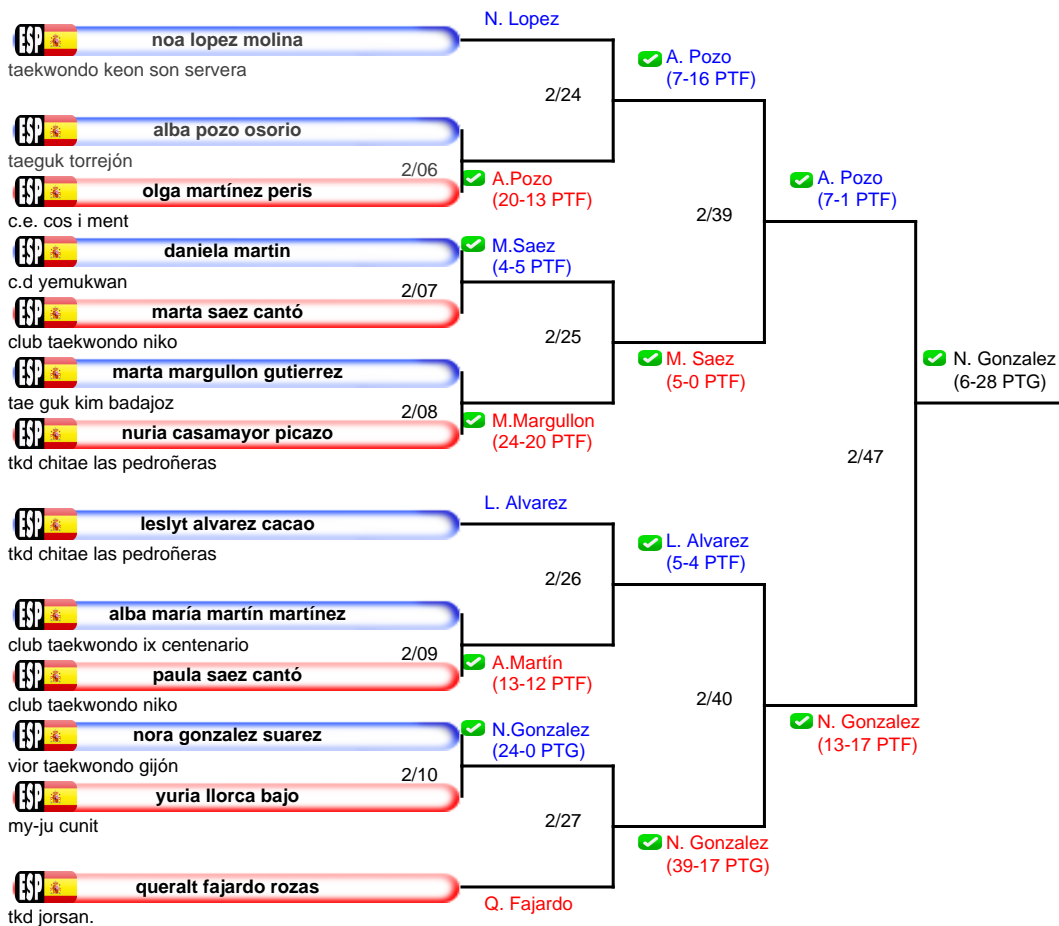 N. Lopez
ESP noa lopez molina
taekwondo keon son servera
A. Pozo
(7-16 PTF)
2/24
ESP alba pozo osorio
taeguk torrejón
2/06
A.Pozo
(20-13 PTF)
ESP olga martínez peris
c.e. cos i ment
A. Pozo
(7-1 PTF)
2/39
ESP daniela martin
M.Saez
(4-5 PTF)
c.d yemukwan
2/07
ESP marta saez cantó
club taekwondo niko
2/25
M. Saez
(5-0 PTF)
N. Gonzalez
(6-28 PTG)
ESP marta margullon gutierrez
tae guk kim badajoz
2/08
M.Margullon
(24-20 PTF)
ESP nuria casamayor picazo
tkd chitae las pedroñeras
2/47
L. Alvarez
ESP leslyt alvarez cacao
tkd chitae las pedroñeras
L. Alvarez
(5-4 PTF)
2/26
ESP alba maría martín martínez
club taekwondo ix centenario
2/09
A.Martín
(13-12 PTF)
ESP paula saez cantó
club taekwondo niko
2/40
N. Gonzalez
(13-17 PTF)
ESP nora gonzalez suarez
N.Gonzalez
(24-0 PTG)
vior taekwondo gijón
2/10
ESP yuria llorca bajo
my-ju cunit
2/27
N. Gonzalez
(39-17 PTG)
ESP queralt fajardo rozas
Q. Fajardo
tkd jorsan.